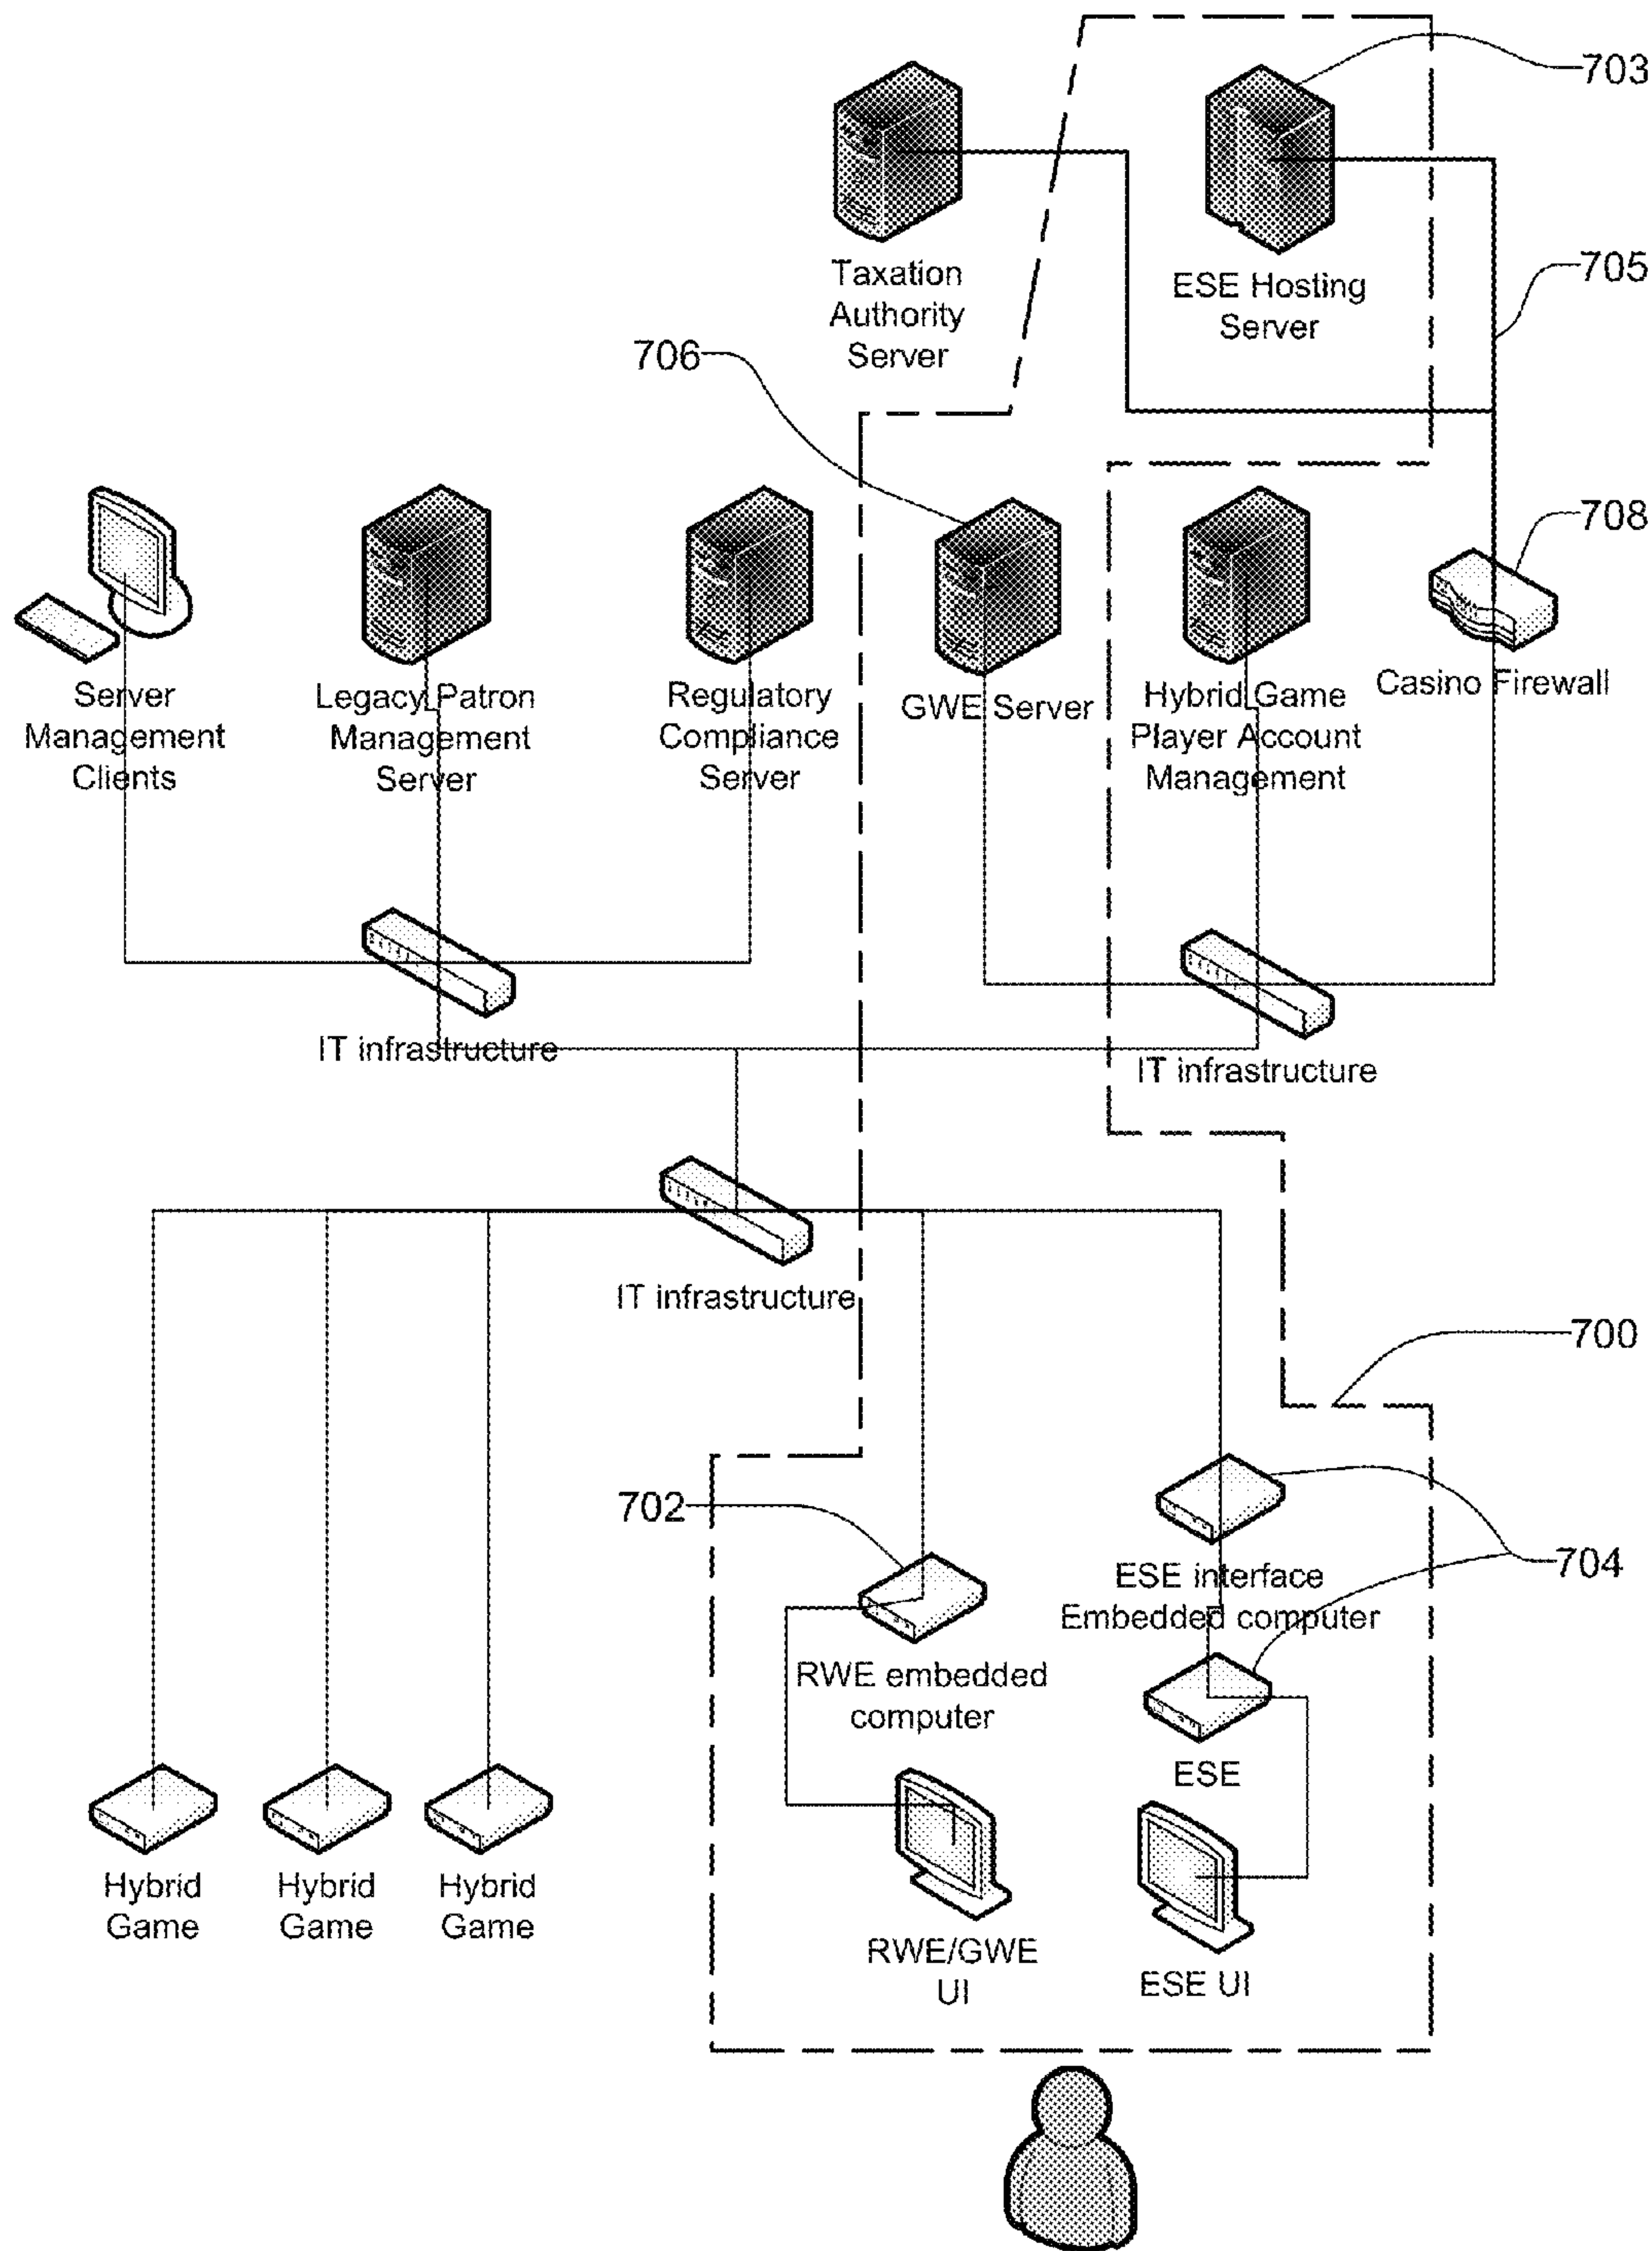 703
Taxation
Authority
Server
ESE Hosting
Server
705
706
708
Server
Management
Clients
Legacy Patron
Management
Server
Regulatory
Compliance
Server
GWE Server
Hybrid Game
Player Account
Management
Casino Firewall
IT infrastructure
IT infrastructure
IT infrastructure
700
702
704
ESE interface
Embedded computer
RWE embedded
computer
ESE
Hybrid
Game
Hybrid
Game
Hybrid
Game
RWE/GWE
UI
ESE UI